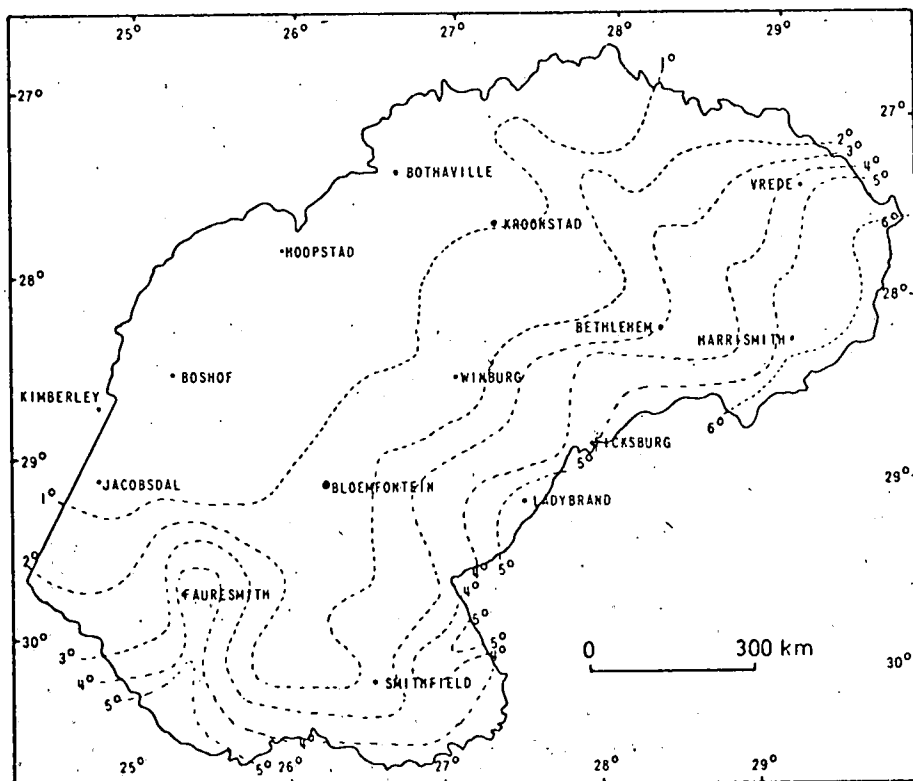 25° 26° 27° 28° 29°
1°
27° 27°
2°
3°
BOTHAVILLE 4°
VREDE 5°
KROONSTAD 6°
HOOPSTAD
28° 28°
BETHLEHEM HARRISMITH
BOSHOF WINBURG
KIMBERLEY
6°
FICKSBURG
29° 5° 29°
JACOBSDAL BLOEMFONTEIN
1° LADYBRAND
2° 4° 5°
4°
FAURESMITH
5°
30° 5° 0 300 km
3° 4° 30°
4° SMITHFIELD
5°
4°
25° 5° 26° 27° 28° 29°